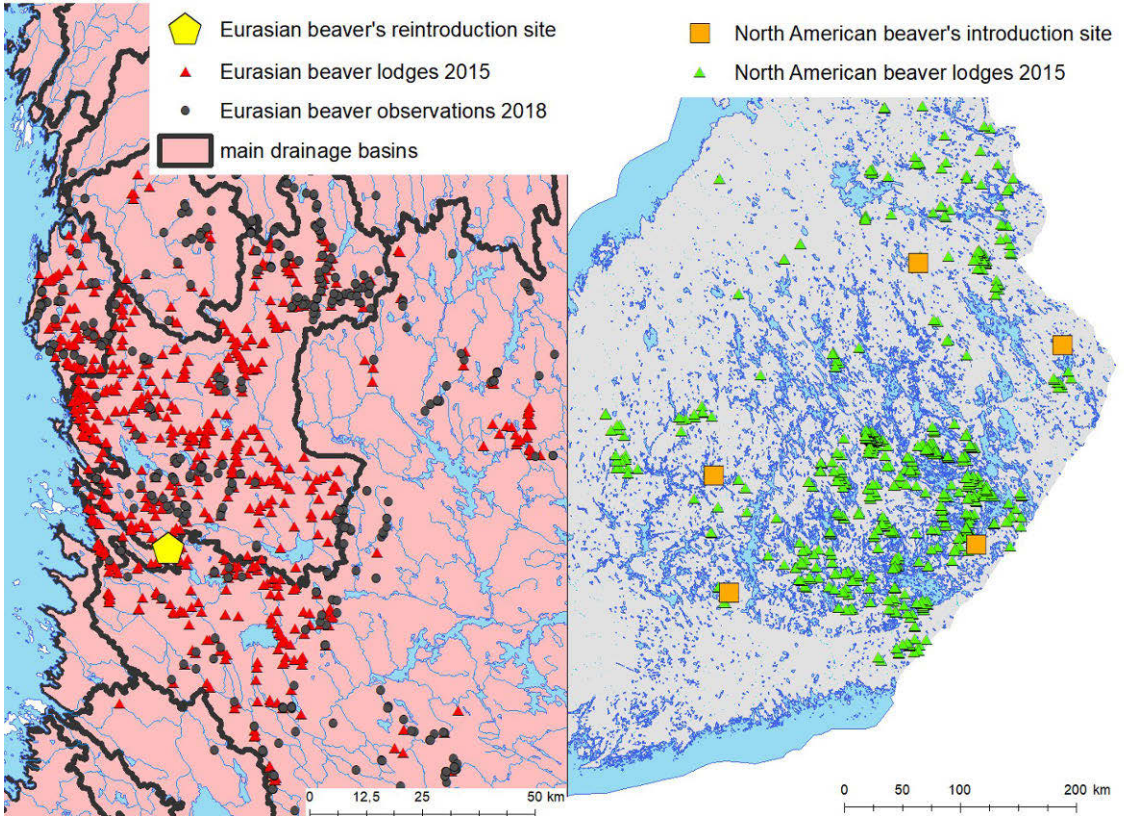 Eurasian beaver's reintroduction site
Eurasian beaver lodges 2015
Eurasian beaver observations 2018
main drainage basins
North American beaver's introduction site
North American beaver lodges 2015
0 12,5 25 50 km
0 50 100 200 km